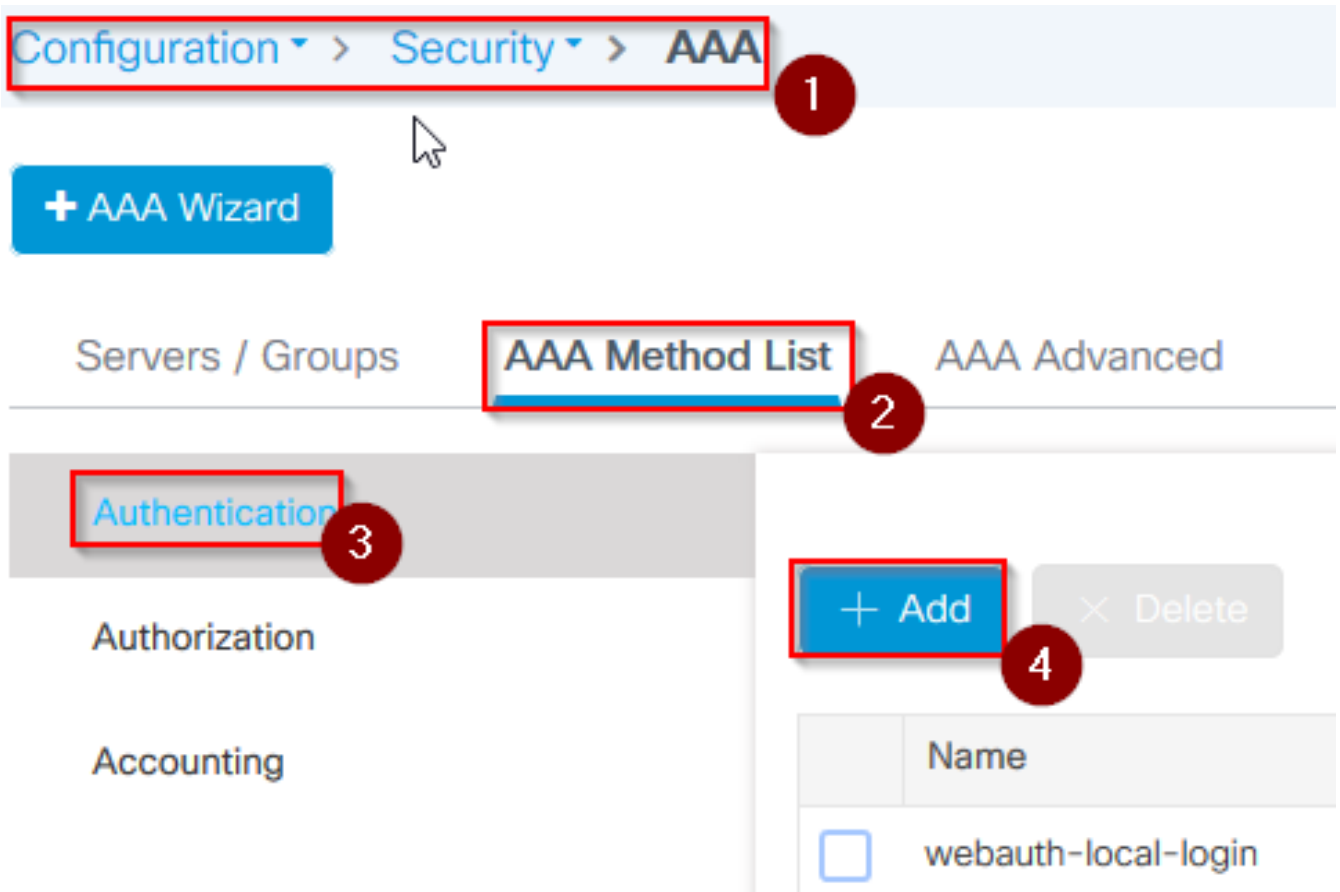 Configuration > Security > AAA
1
+ AAA Wizard
Servers / Groups AAA Method List AAA Advanced
2
Authentication
3
+ Add × Delete
4
Authorization
Name
Accounting
webauth-local-login